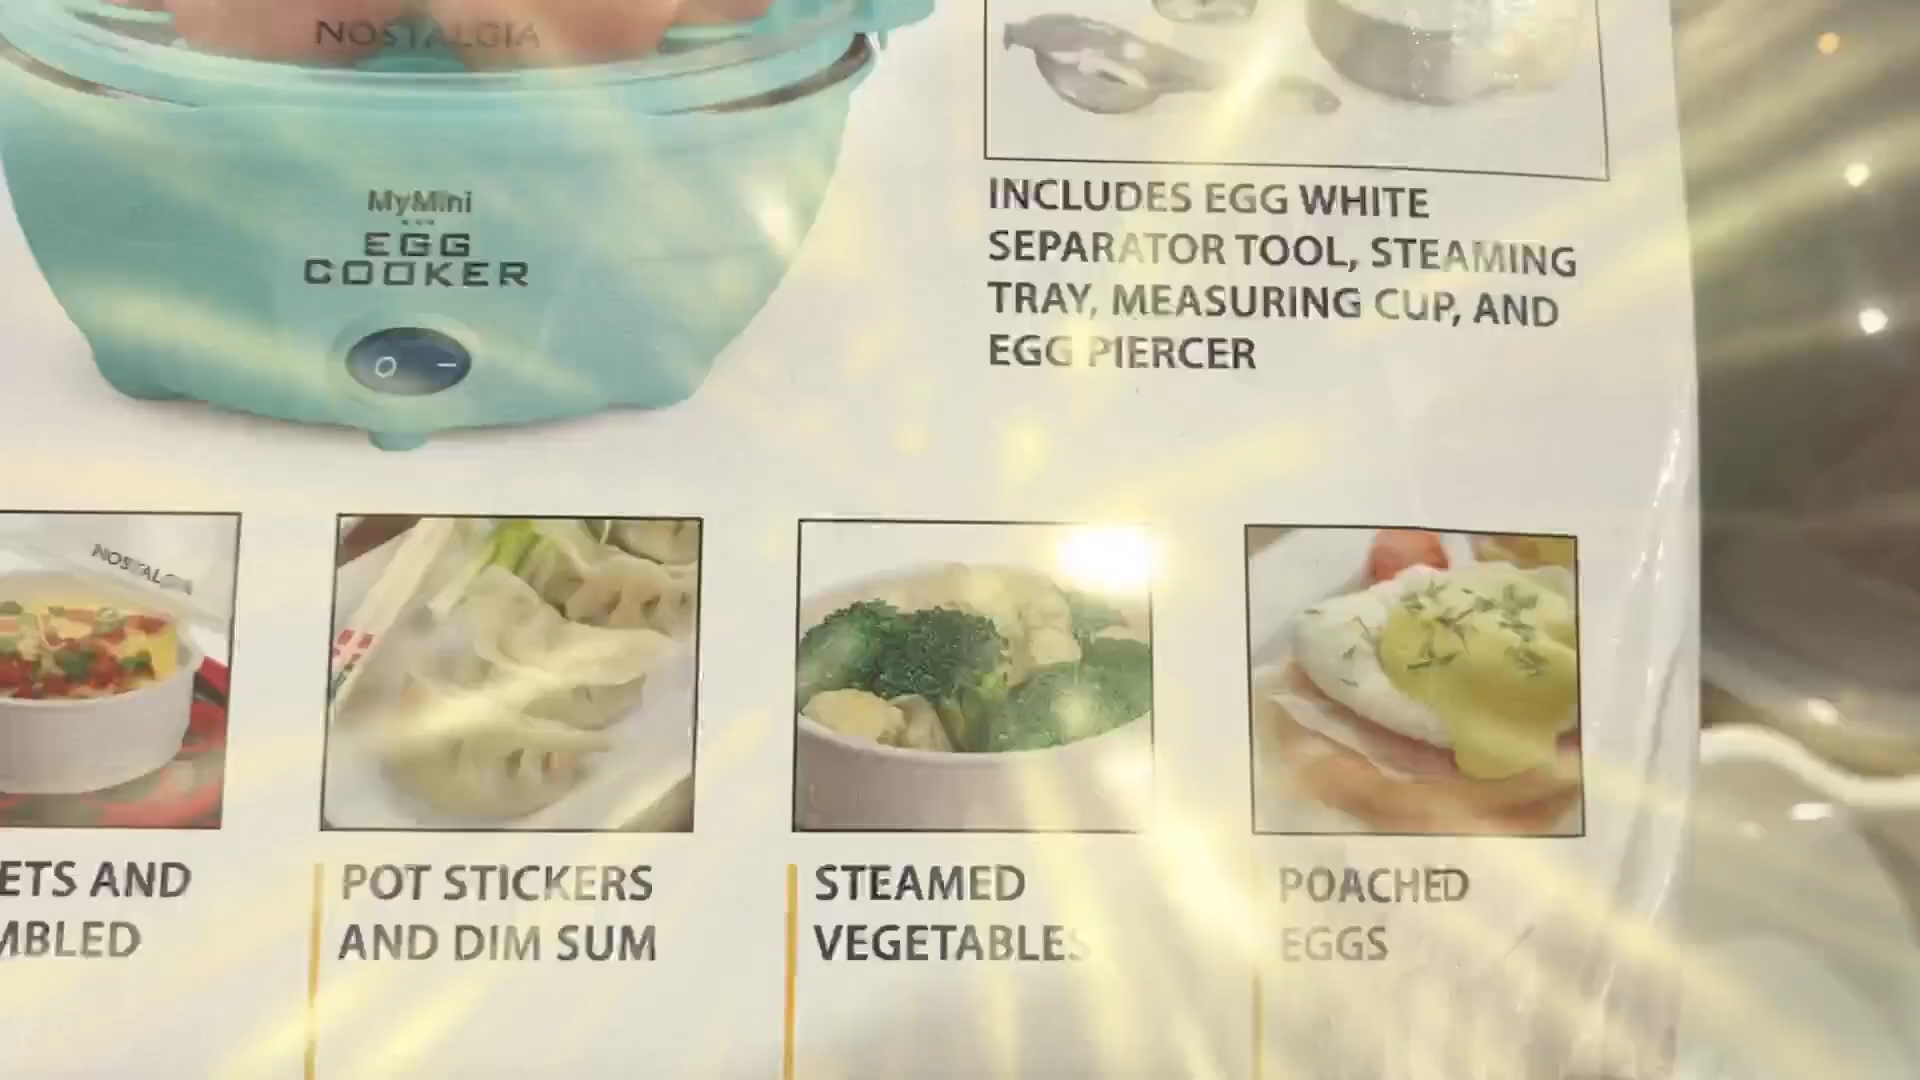 NOSTALGIA
MyMini
EGG
COOKER
INCLUDES EGG WHITE
SEPARATOR TOOL, STEAMING
TRAY, MEASURING CUP, AND
EGG PIERCER
NOSTALGIA
ETS AND
MBLED
POT STICKERS
AND DIM SUM
STEAMED
VEGETABLES
POACHED
EGGS